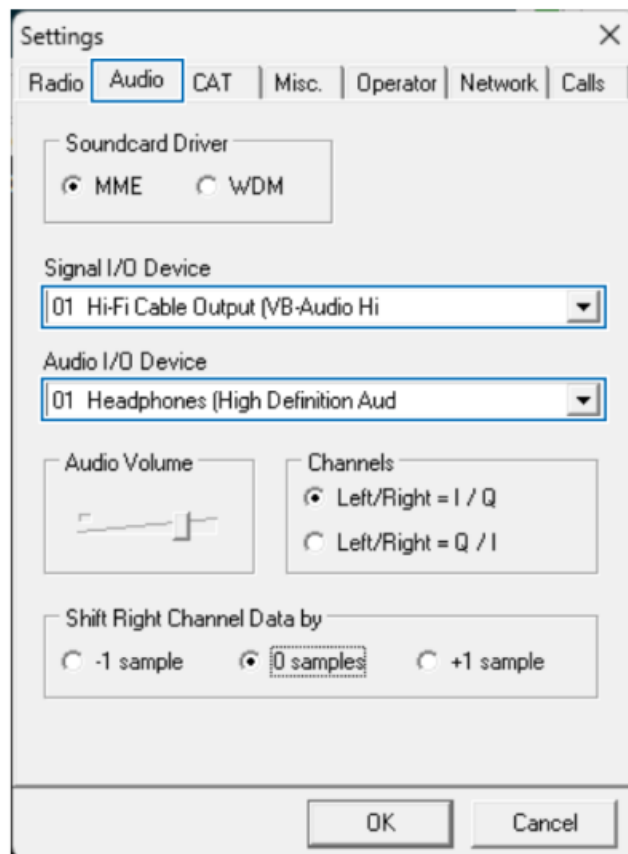 Settings
Radio Audio CAT Misc. Operator Network Calls
Soundcard Driver
MME WDM
Signal I/O Device
01 Hi-Fi Cable Output (VB-Audio Hi
Audio I/O Device
01 Headphones (High Definition Aud
Audio Volume Channels
Left/Right = I / Q
Left/Right = Q / I
Shift Right Channel Data by
-1 sample 0 samples +1 sample
OK Cancel